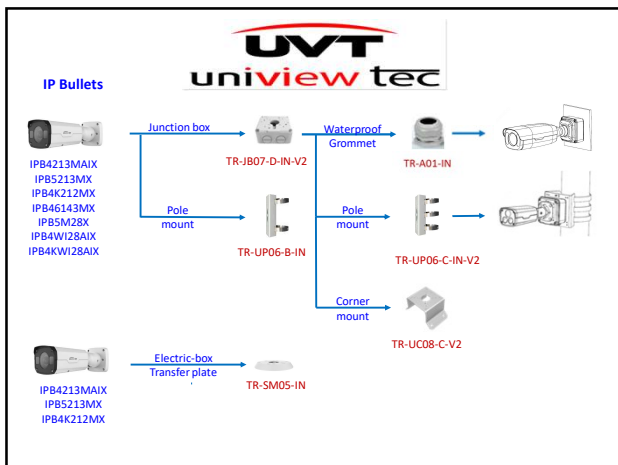 UVT
uniview tec
IP Bullets
Junction box
Waterproof
Grommet
TR-JB07-D-IN-V2
TR-A01-IN
IPB4213MAIX
IPB5213MX
IPB4K212MX
IPB46143MX
IPB5M28X
IPB4WI28AIX
IPB4KWI28AIX
Pole
mount
Pole
mount
TR-UP06-B-IN
TR-UP06-C-IN-V2
Corner
mount
TR-UC08-C-V2
Electric-box
Transfer plate
TR-SM05-IN
IPB4213MAIX
IPB5213MX
IPB4K212MX